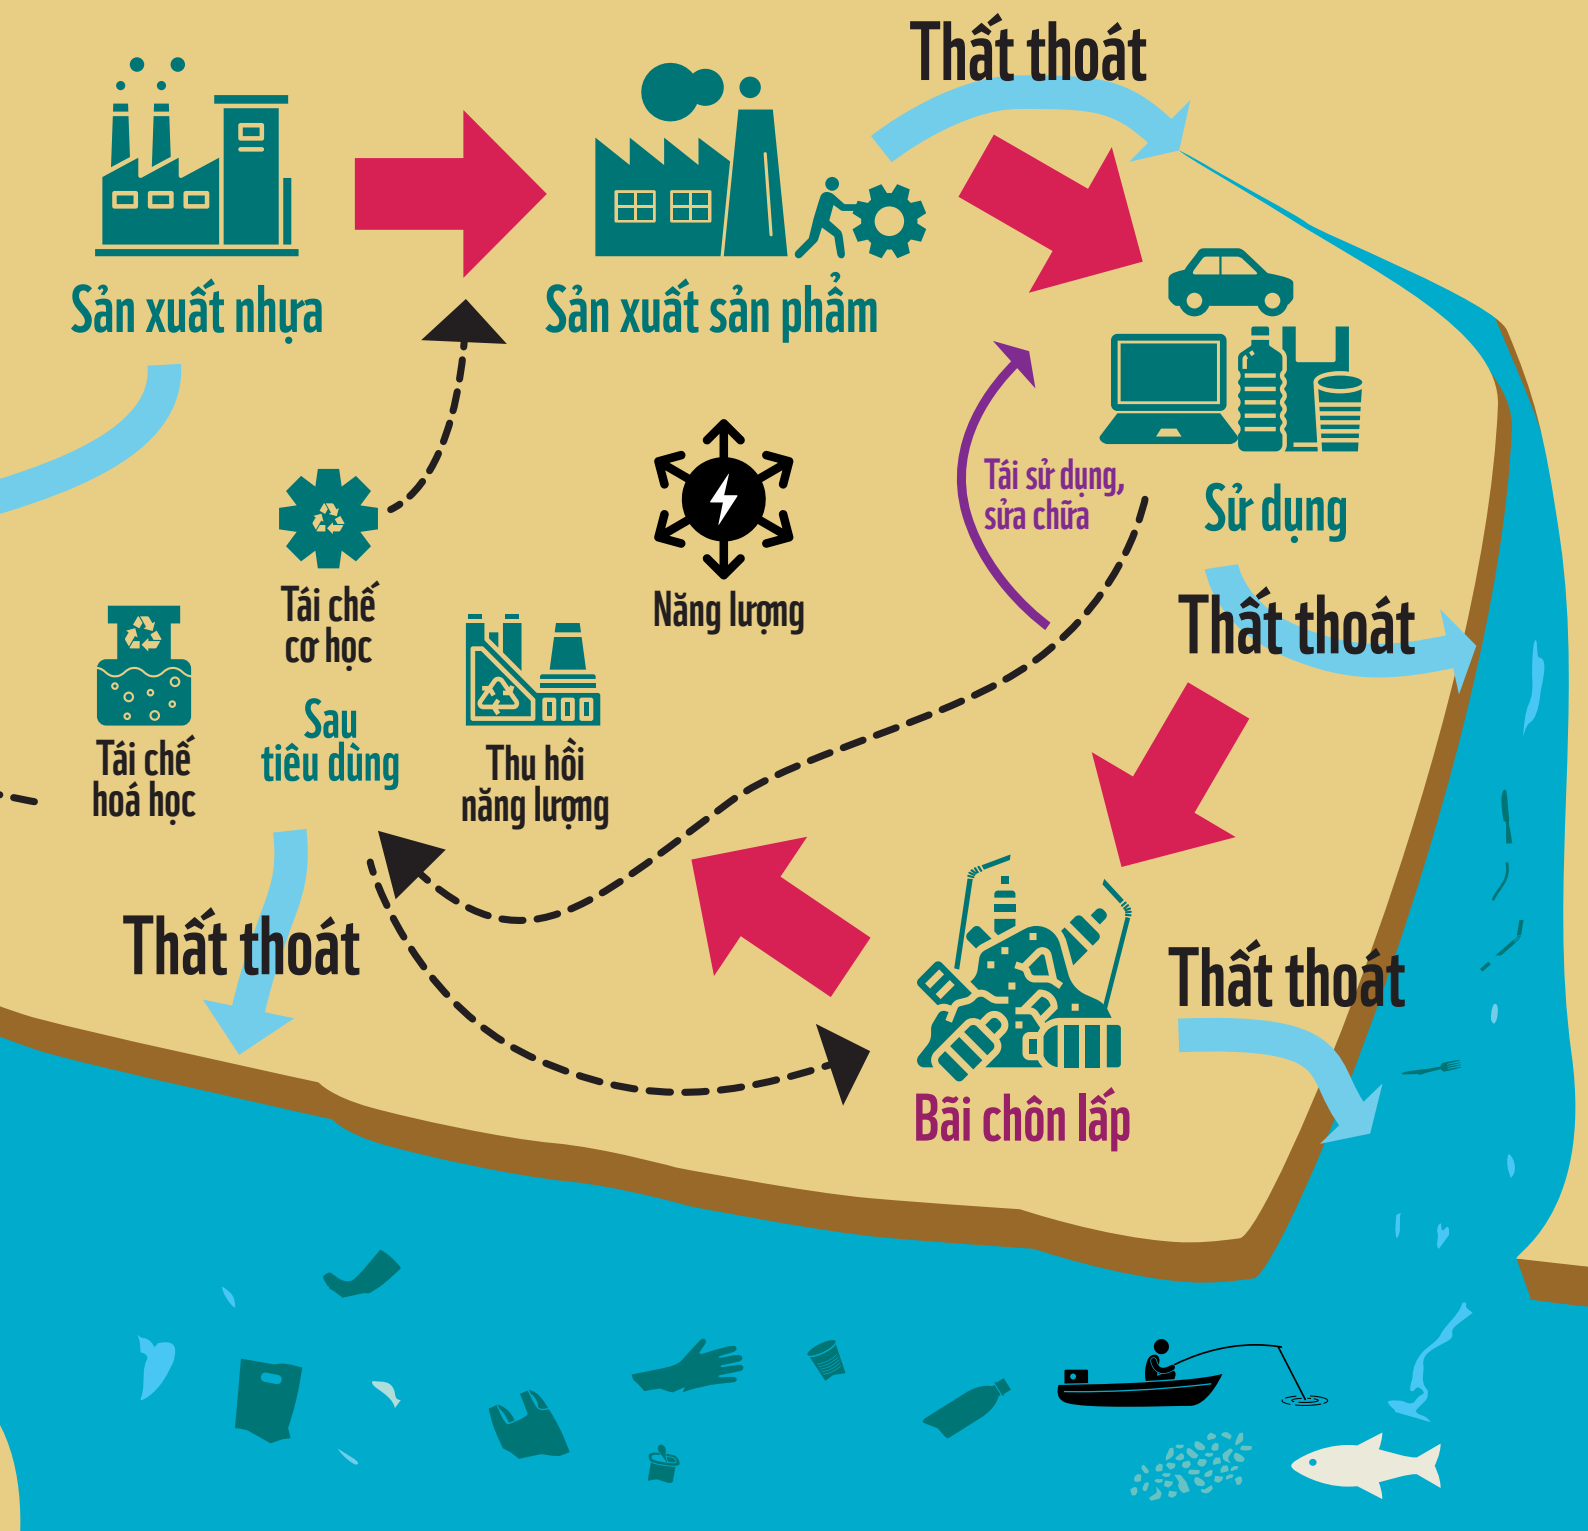 Thất thoát
Sản xuất nhựa
Sản xuất sản phẩm
Tái sử dụng,
sửa chữa
Sử dụng
Năng lượng
Tái chế
cơ học
Thất thoát
Tái chế
hoá học
Sau
tiêu dùng
Thu hồi
năng lượng
Thất thoát
Thất thoát
Bãi chôn lấp